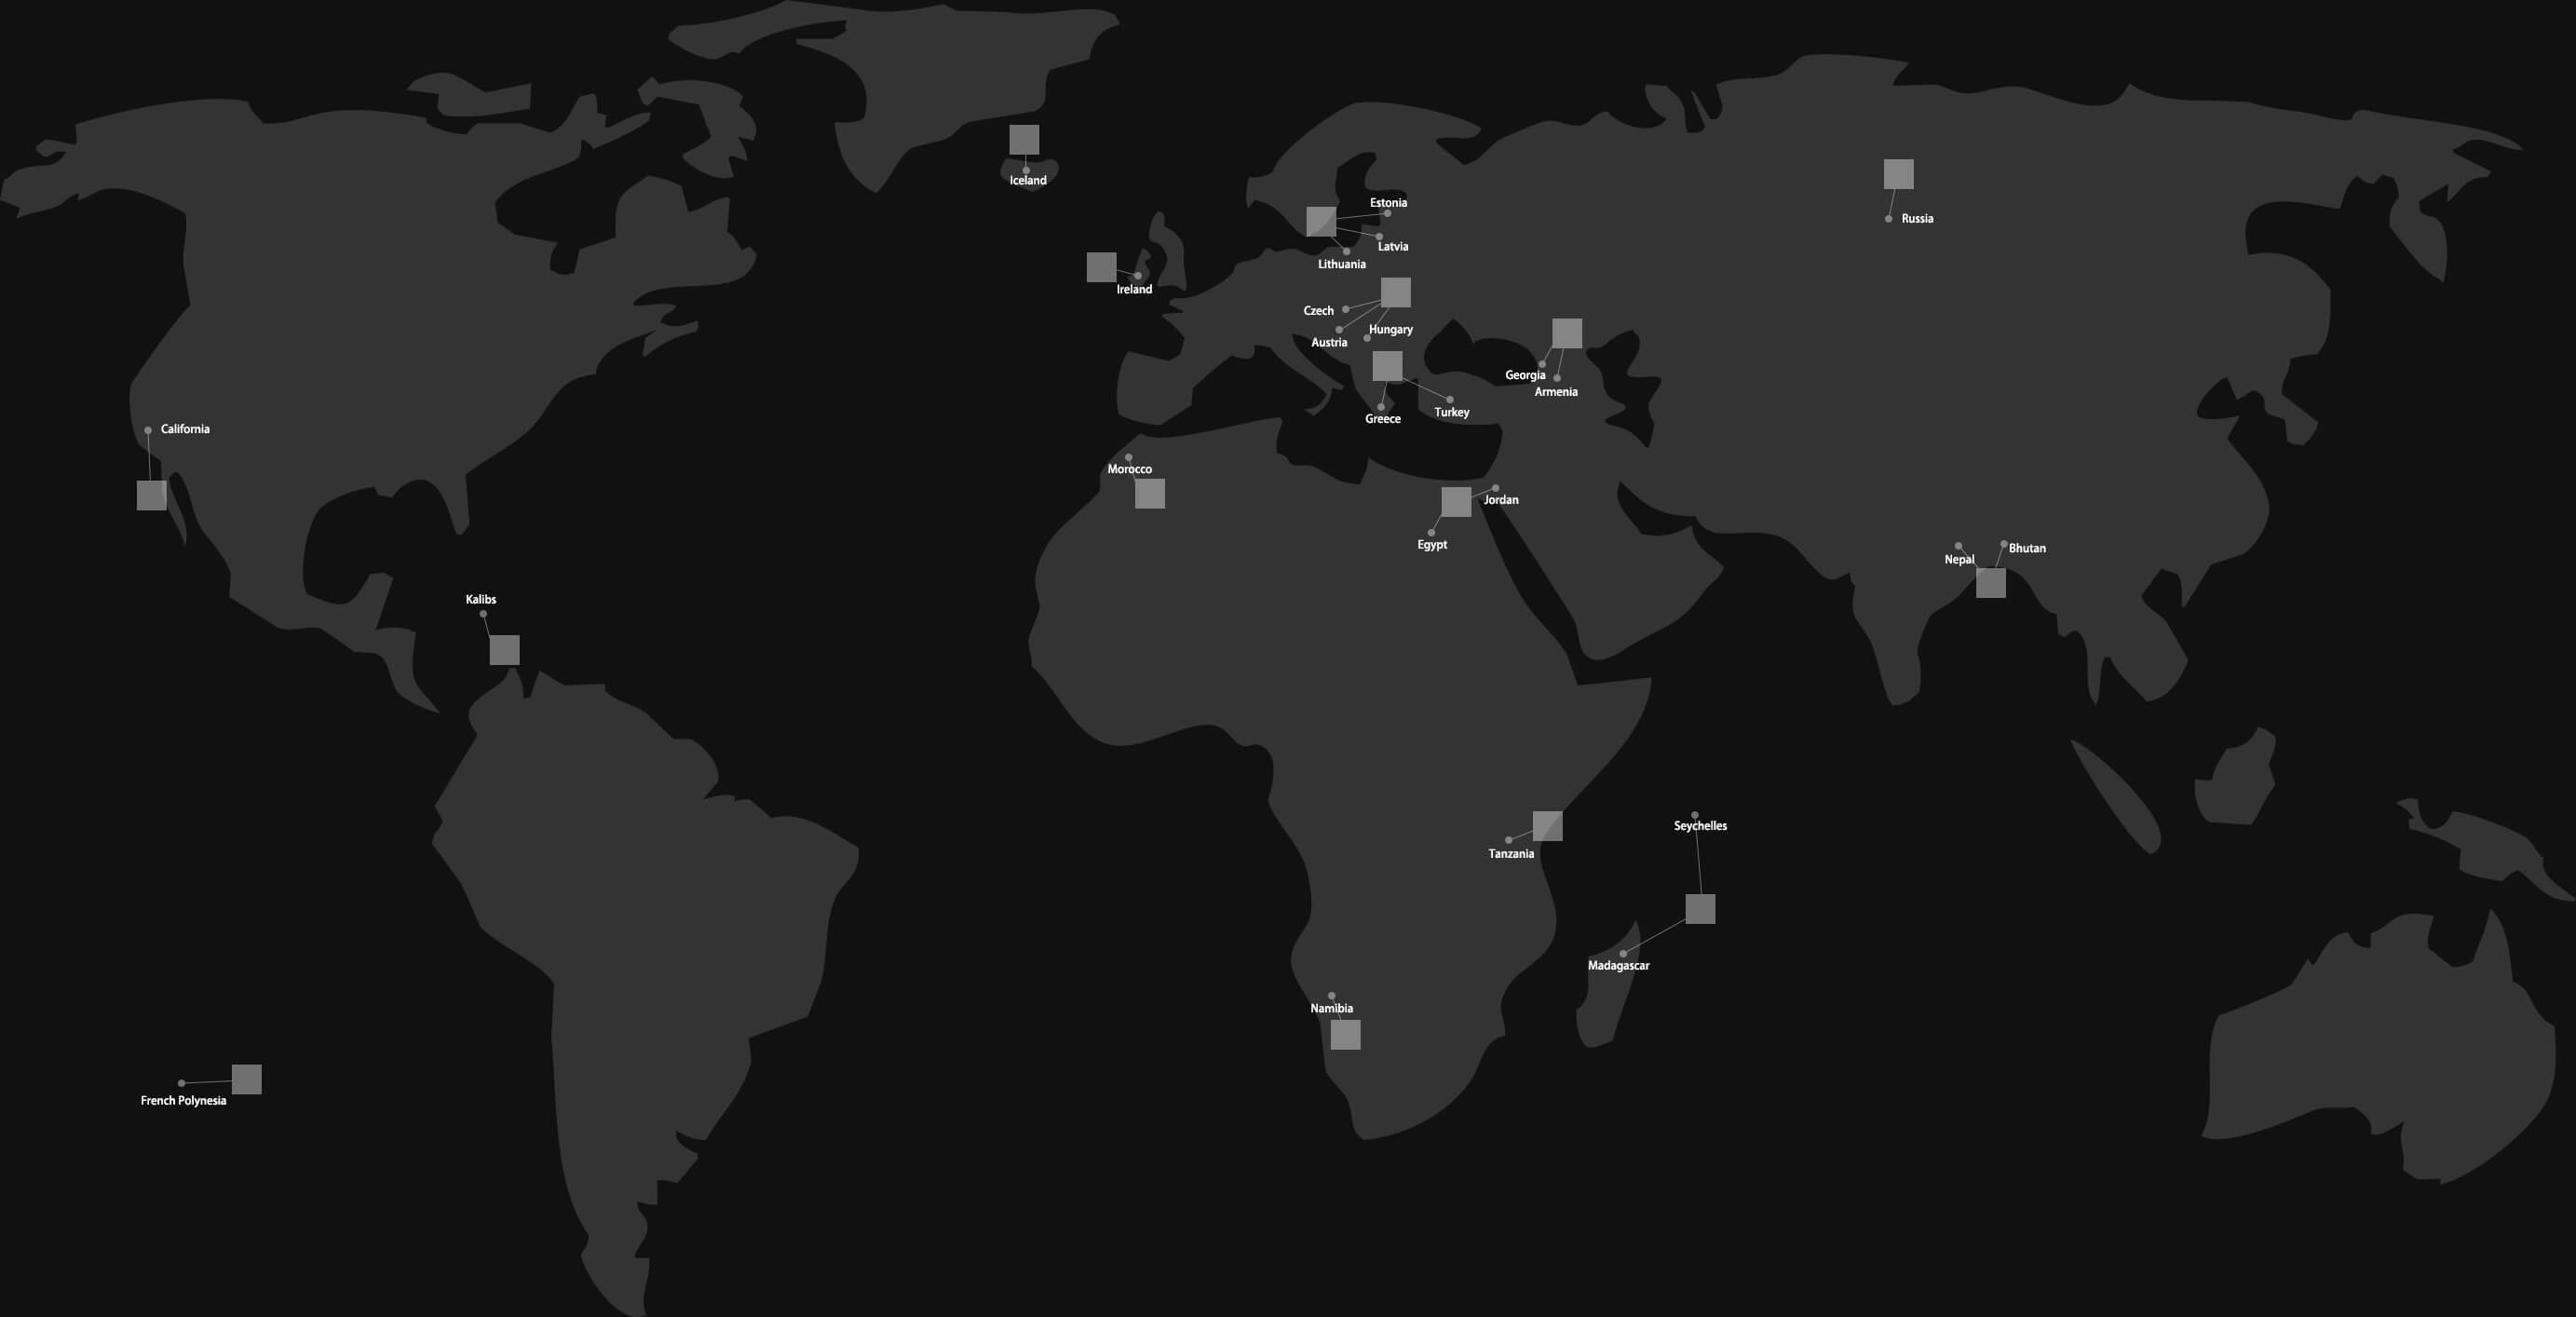 Iceland
Estonia
Russia
Latvia
Lithuania
Ireland
Czech
Hungary
Austria
Georgia
Armenia
Turkey
Greece
California
Morocco
Jordan
Egypt
Bhutan
Nepal
Kalibs
Seychelles
Tanzania
Madagascar
Namibia
French Polynesia